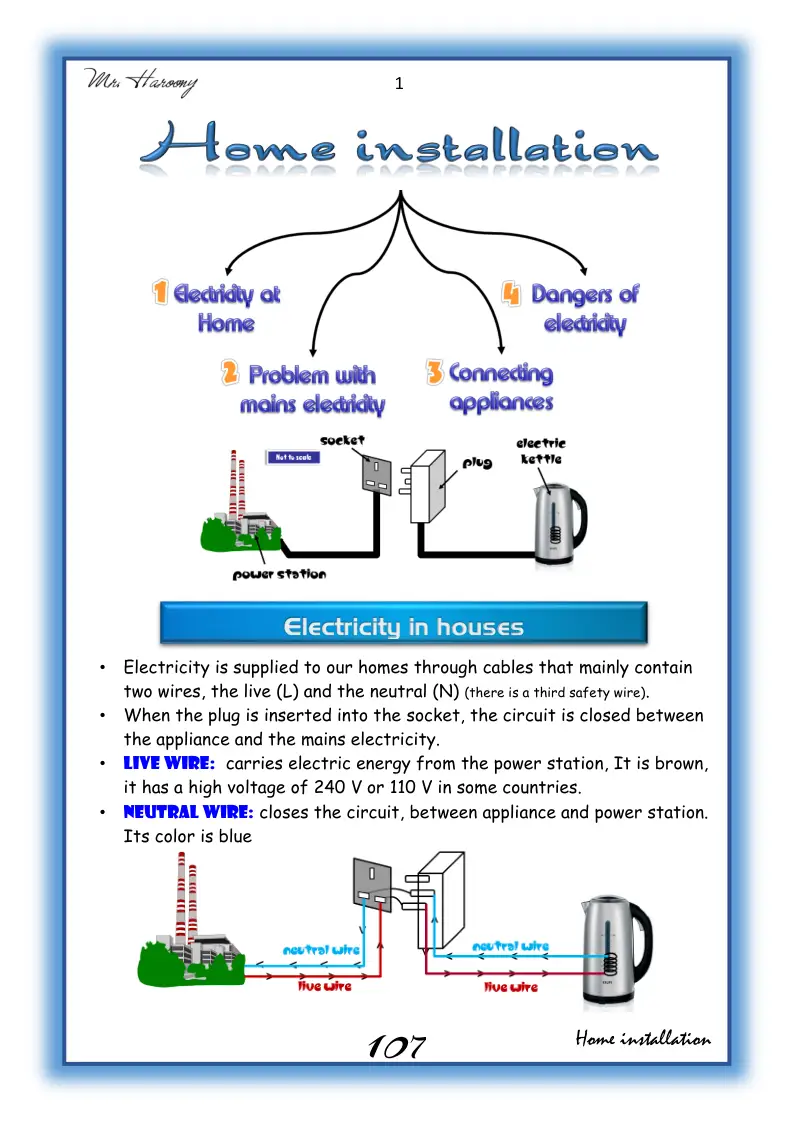 Mr. Haroony
1
Home installation
1 Electricity at
Home
4 Dangers of
electricity
2 Problem with
mains electricity
3 Connecting
appliances
socket
Not to scale
plug
electric
kettle
power station
Electricity in houses
• Electricity is supplied to our homes through cables that mainly contain
two wires, the live (L) and the neutral (N) (there is a third safety wire).
• When the plug is inserted into the socket, the circuit is closed between
the appliance and the mains electricity.
• LIVE WIRE: carries electric energy from the power station, It is brown,
it has a high voltage of 240 V or 110 V in some countries.
• NEUTRAL WIRE: closes the circuit, between appliance and power station.
Its color is blue
neutral wire
live wire
neutral wire
live wire
107
Home installation